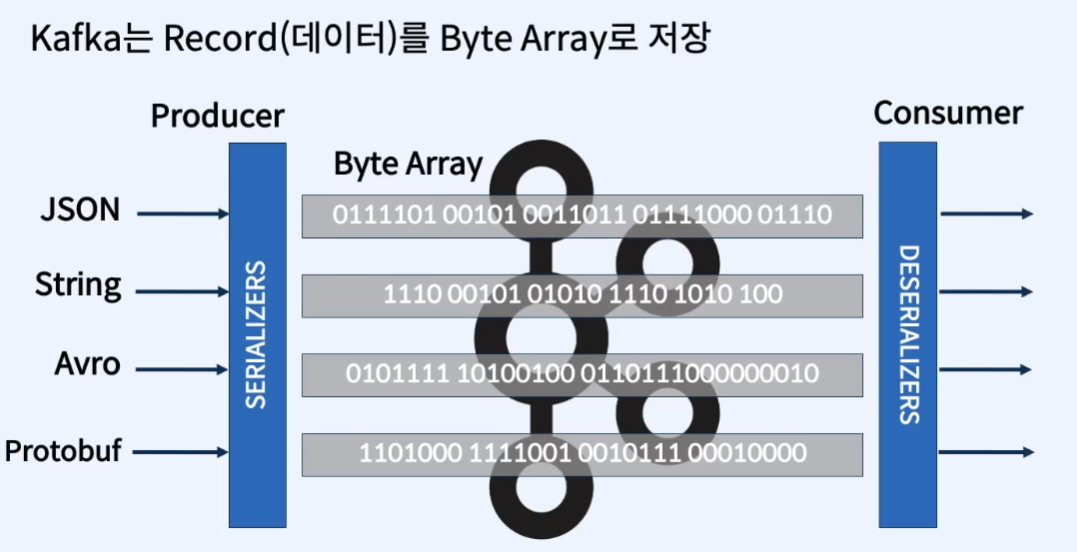 Kafka는 Record(데이터)를 Byte Array로 저장
Producer
Consumer
Byte Array
JSON
0111101 00101 0011011 01111000 01110
String
1110 00101 01010 1110 1010 100
Avro
0101111 10100100 0110111000000010
Protobuf
1101000 1111001 0010111 00010000
SERIALIZERS
DESERIALIZERS